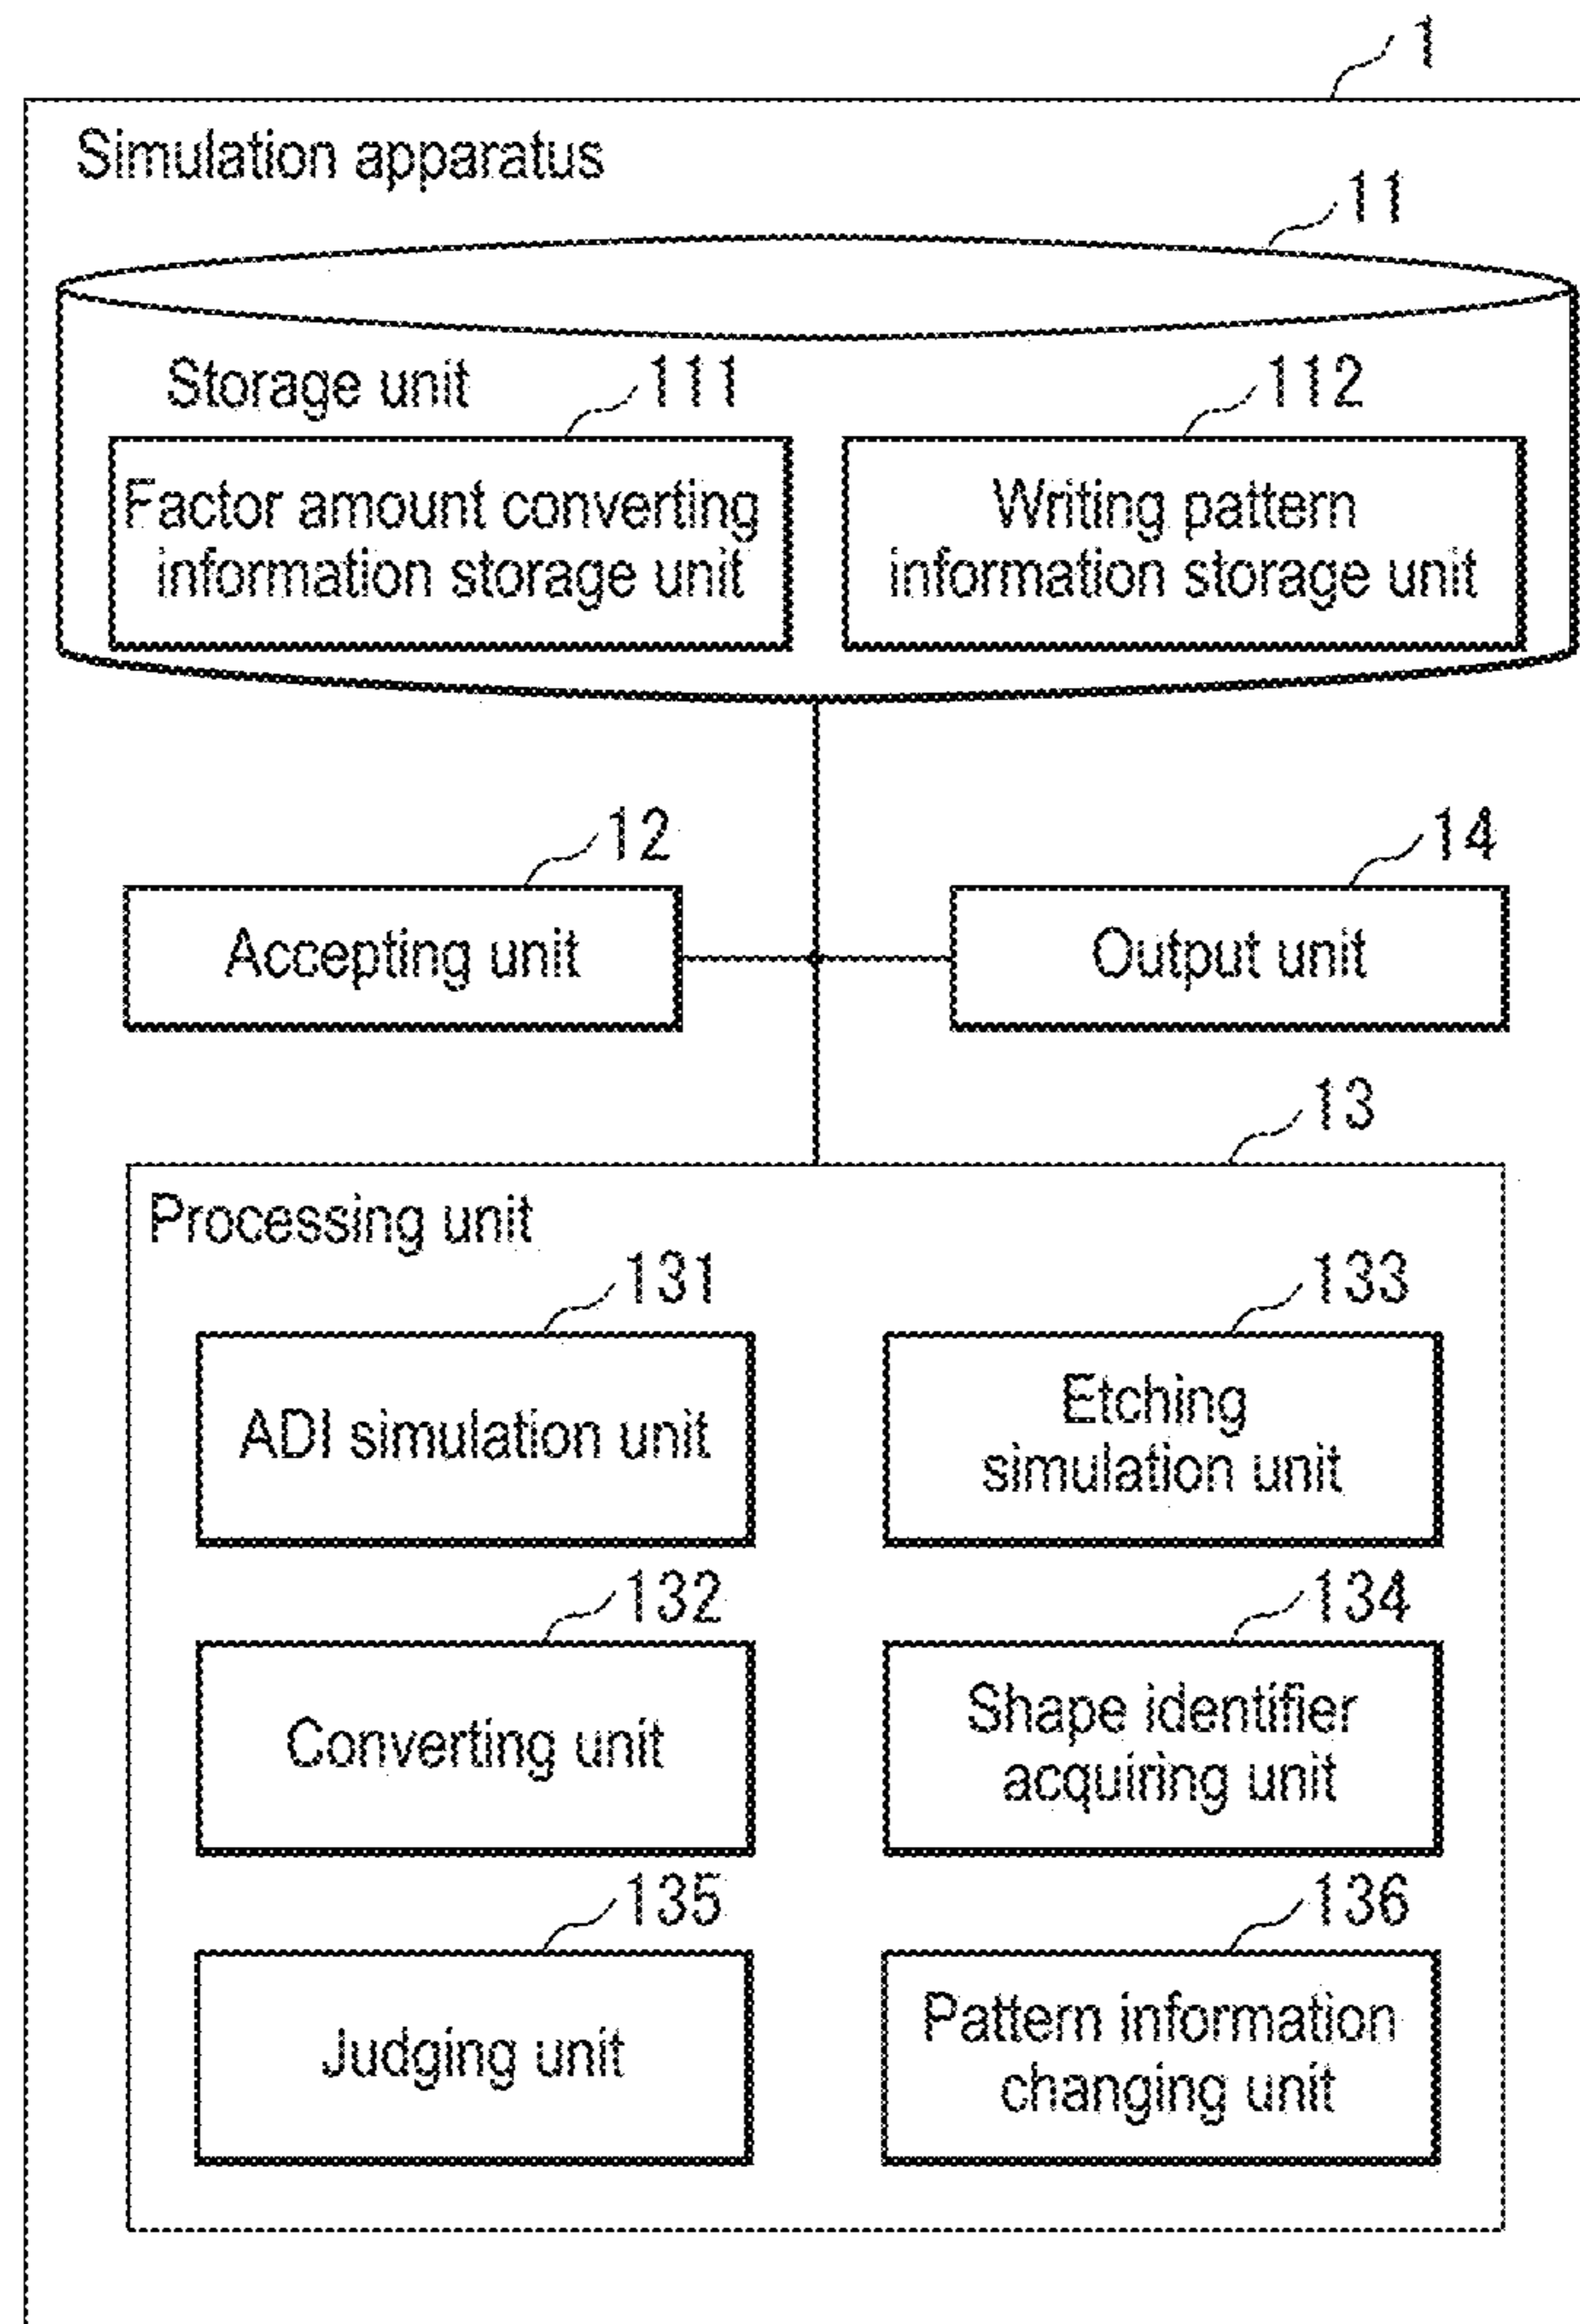 1
Simulation apparatus
11
Storage unit
111
112
Factor amount converting
information storage unit
Writing pattern
information storage unit
12
14
Accepting unit
Output unit
13
Processing unit
131
133
ADI simulation unit
Etching
simulation unit
132
134
Converting unit
Shape identifier
acquiring unit
135
136
Judging unit
Pattern information
changing unit